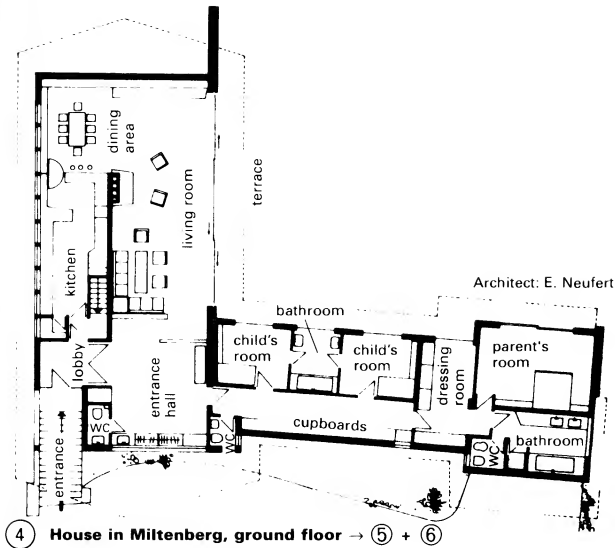 dining
area
living room
terrace
kitchen
Architect: E. Neufert
bathroom
child's
room
child's
room
dressing
room
parent's
room
lobby
entrance
hall
WC
WC
cupboards
bathroom
WC
entrance
4 House in Miltenberg, ground floor → 5 + 6